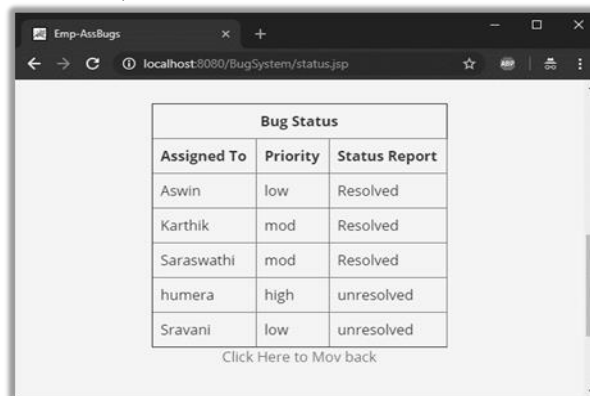 Emp-AssBugs
localhost:8080/BugSystem/status.jsp
ABP
Bug Status
Assigned To Priority Status Report
Aswin low Resolved
Karthik mod Resolved
Saraswathi mod Resolved
humera high unresolved
Sravani low unresolved
Click Here to Mov back